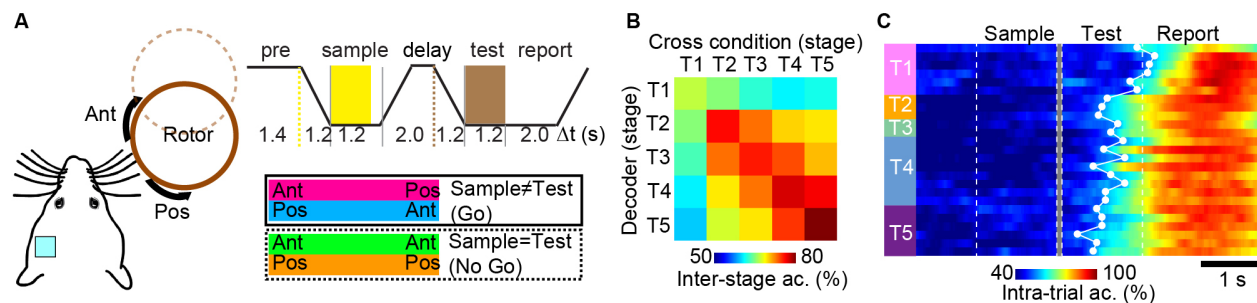 A
pre sample delay test report
1.4 1.2 1.2 2.0 1.2 1.2 2.0 Δt (s)
Ant
Rotor
Pos
Ant Pos Sample≠Test
Pos Ant (Go)
Ant Ant Sample=Test
Pos Pos (No Go)
B
Cross condition (stage)
T1 T2 T3 T4 T5
Decoder (stage)
T1
T2
T3
T4
T5
50 80
Inter-stage ac. (%)
C
Sample Test Report
T1
T2
T3
T4
T5
40 100
Intra-trial ac. (%)
1 s